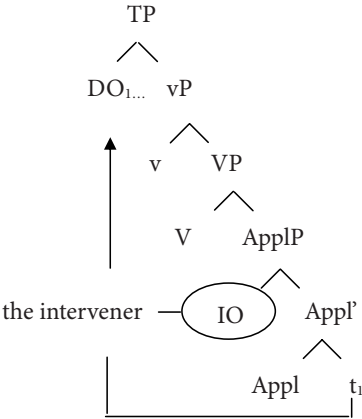 TP
DO₁... vP
v VP
V ApplP
the intervener IO Appl’
Appl t₁